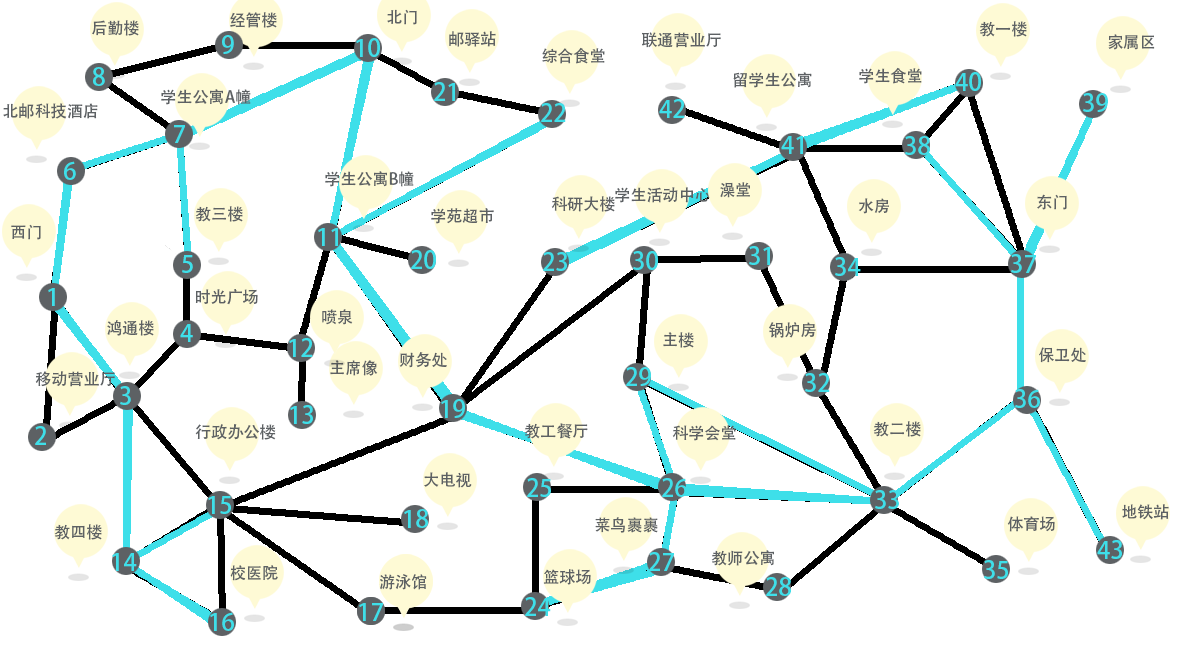 后勤楼
经管楼
9
北门
10
邮驿站
综合食堂
联通营业厅
教一楼
家属区
8
学生公寓A幢
21
22
42
留学生公寓
学生食堂
40
39
北邮科技酒店
7
41
38
6
学生公寓B幢
学苑超市
科研大楼
学生活动中心
澡堂
水房
东门
西门
教三楼
5
11
20
23
30
31
34
37
1
时光广场
4
喷泉
12
鸿通楼
财务处
主楼
锅炉房
保卫处
移动营业厅
3
主席像
13
19
29
32
36
2
行政办公楼
教工餐厅
科学会堂
教二楼
15
大电视
18
25
26
33
体育场
地铁站
教四楼
14
校医院
菜鸟裹裹
27
教师公寓
35
43
16
游泳馆
17
篮球场
24
28